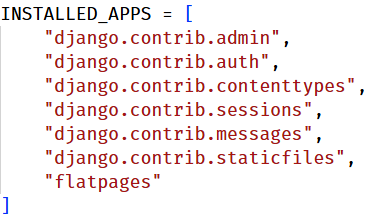 INSTALLED_APPS = [
    "django.contrib.admin",
    "django.contrib.auth",
    "django.contrib.contenttypes",
    "django.contrib.sessions",
    "django.contrib.messages",
    "django.contrib.staticfiles",
    "flatpages"
]